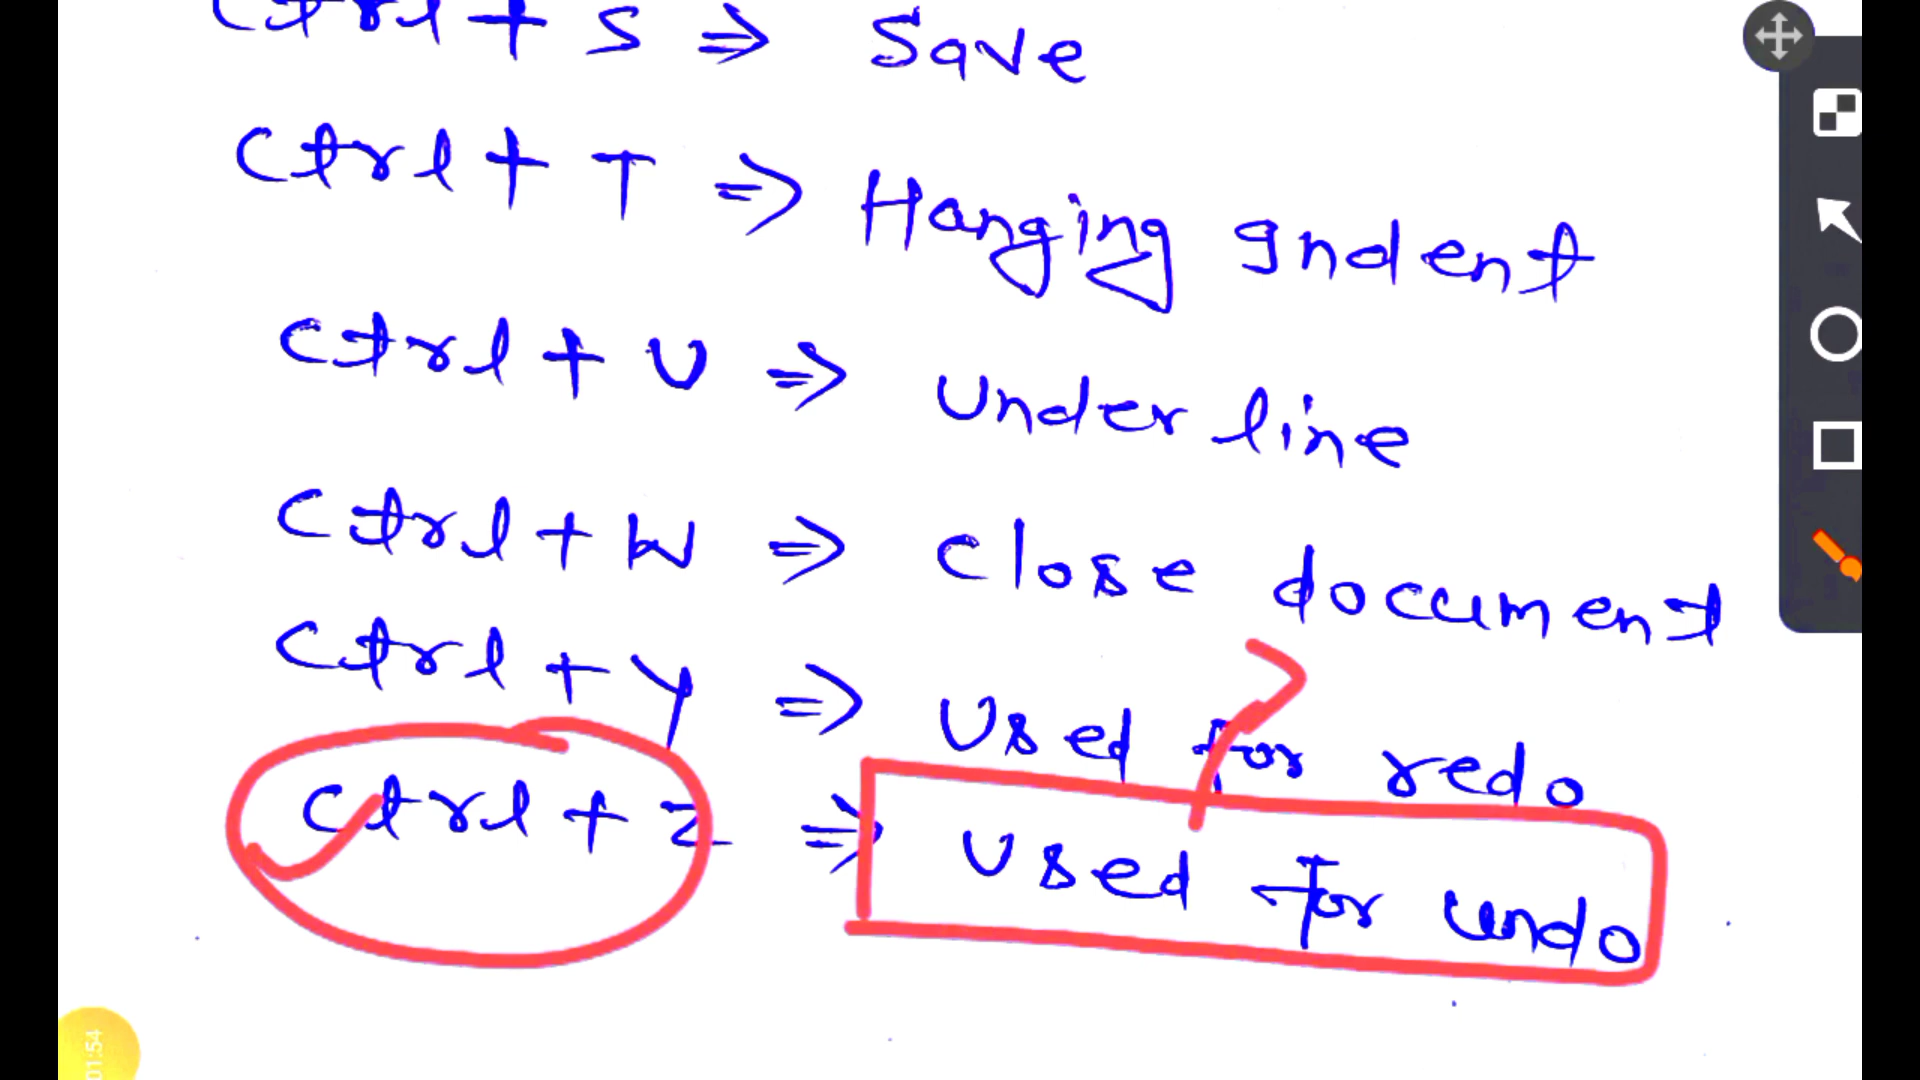 Ctrl + S ⇒ Save
Ctrl + T ⇒ Hanging Indent
Ctrl + U ⇒ Underline
Ctrl + W ⇒ Close document
Ctrl + Y ⇒ Used for redo
Ctrl + Z ⇒ Used for undo
01:54